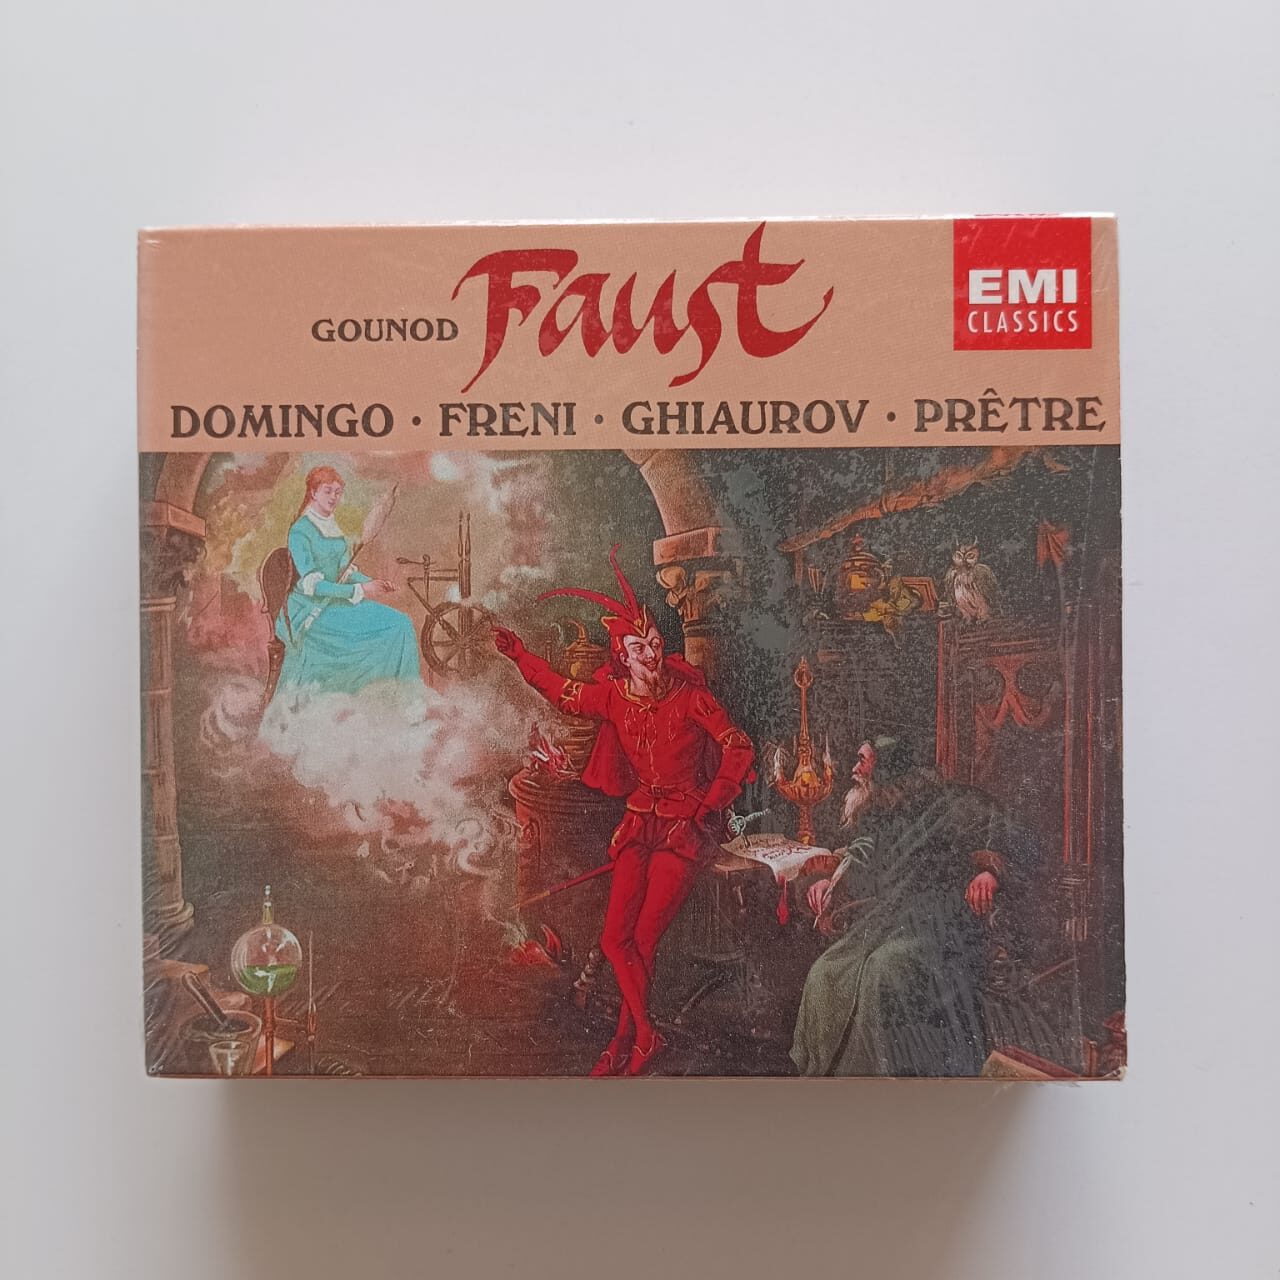 GOUNOD Faust
EMI
CLASSICS
DOMINGO · FRENI · GHIAUROV · PRÊTRE